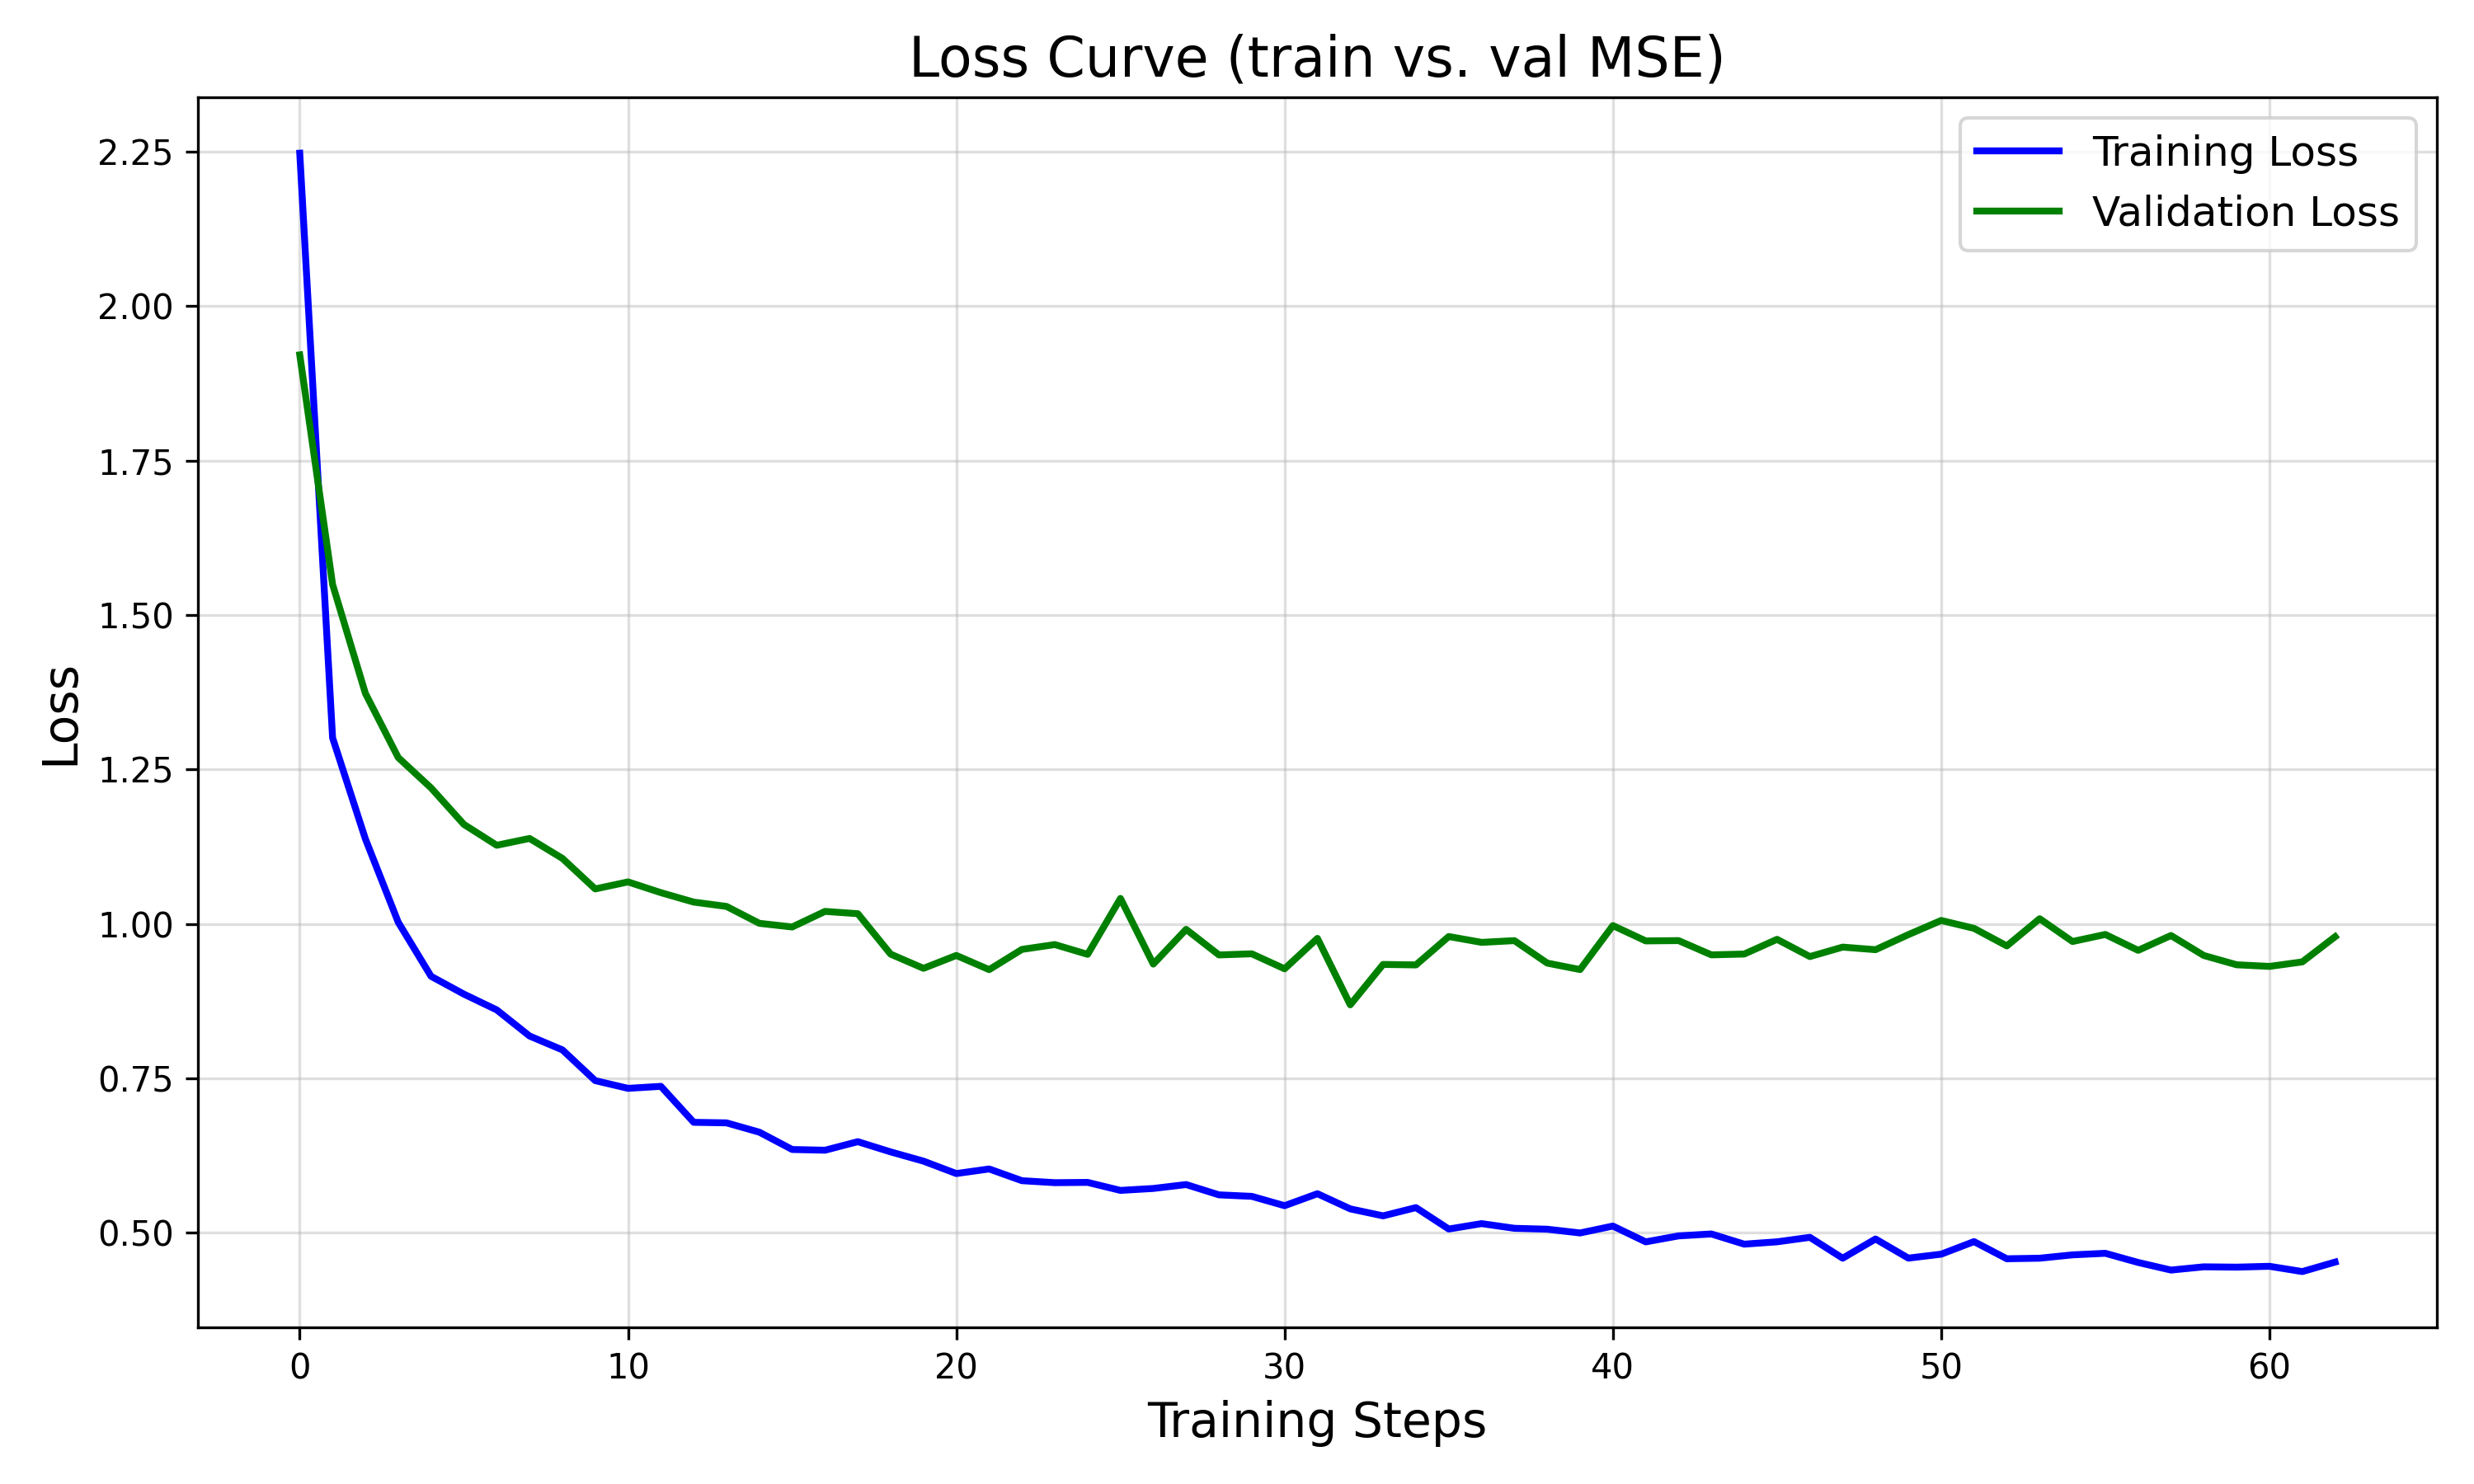 Loss Curve (train vs. val MSE)
Training Loss
Validation Loss
2.25
2.00
1.75
1.50
1.25
1.00
0.75
0.50
Loss
0 10 20 30 40 50 60
Training Steps